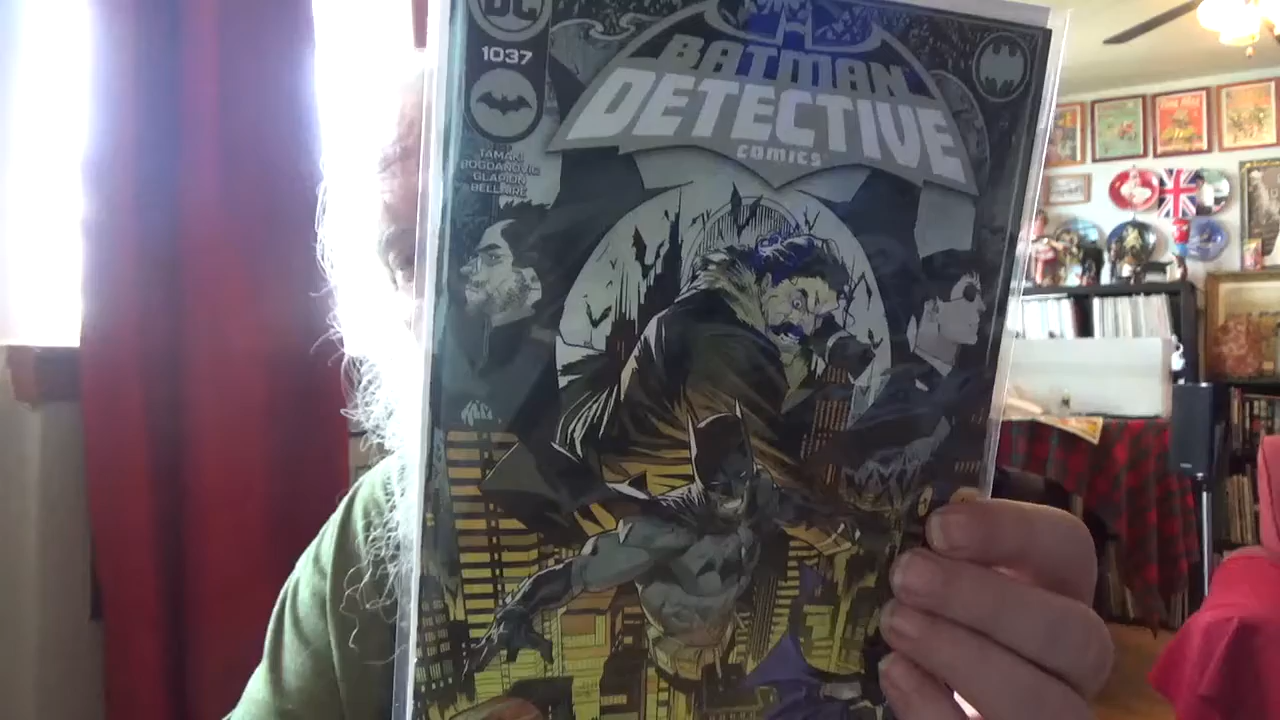 DC
1037
BATMAN
DETECTIVE
COMICS
TAMAKI
BOGDANOVIC
GLAPION
BELLAIRE